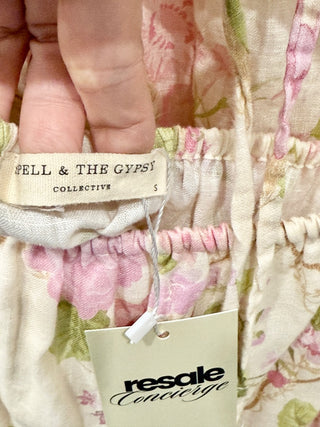 PELL & THE GYPSY
COLLECTIVE
S
resale
Concierge